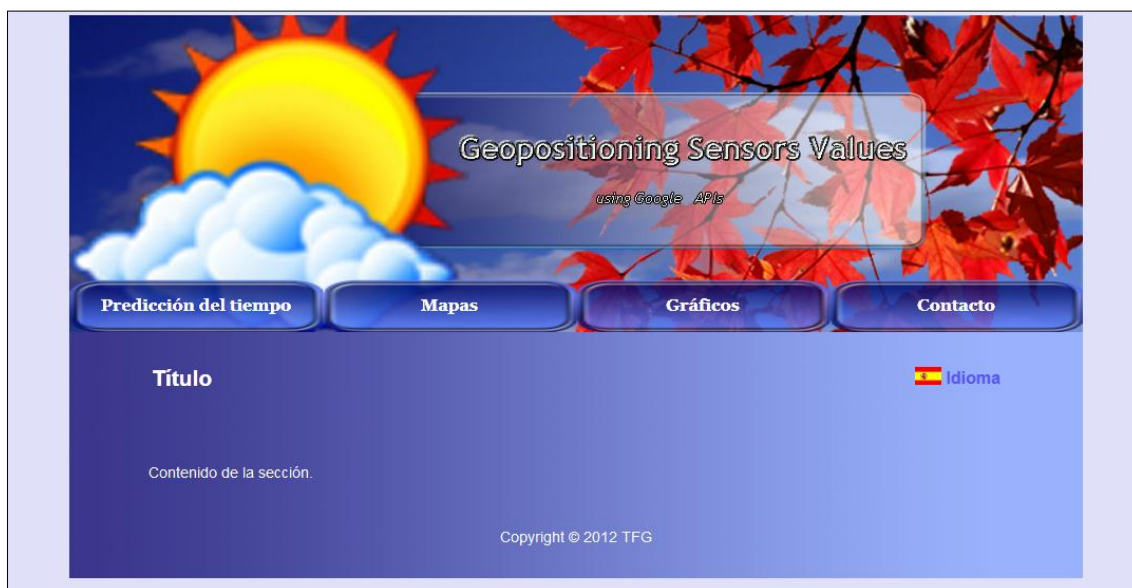 Geopositioning Sensors Values
using Google APIs
Predicción del tiempo
Mapas
Gráficos
Contacto
Título
Idioma
Contenido de la sección.
Copyright © 2012 TFG